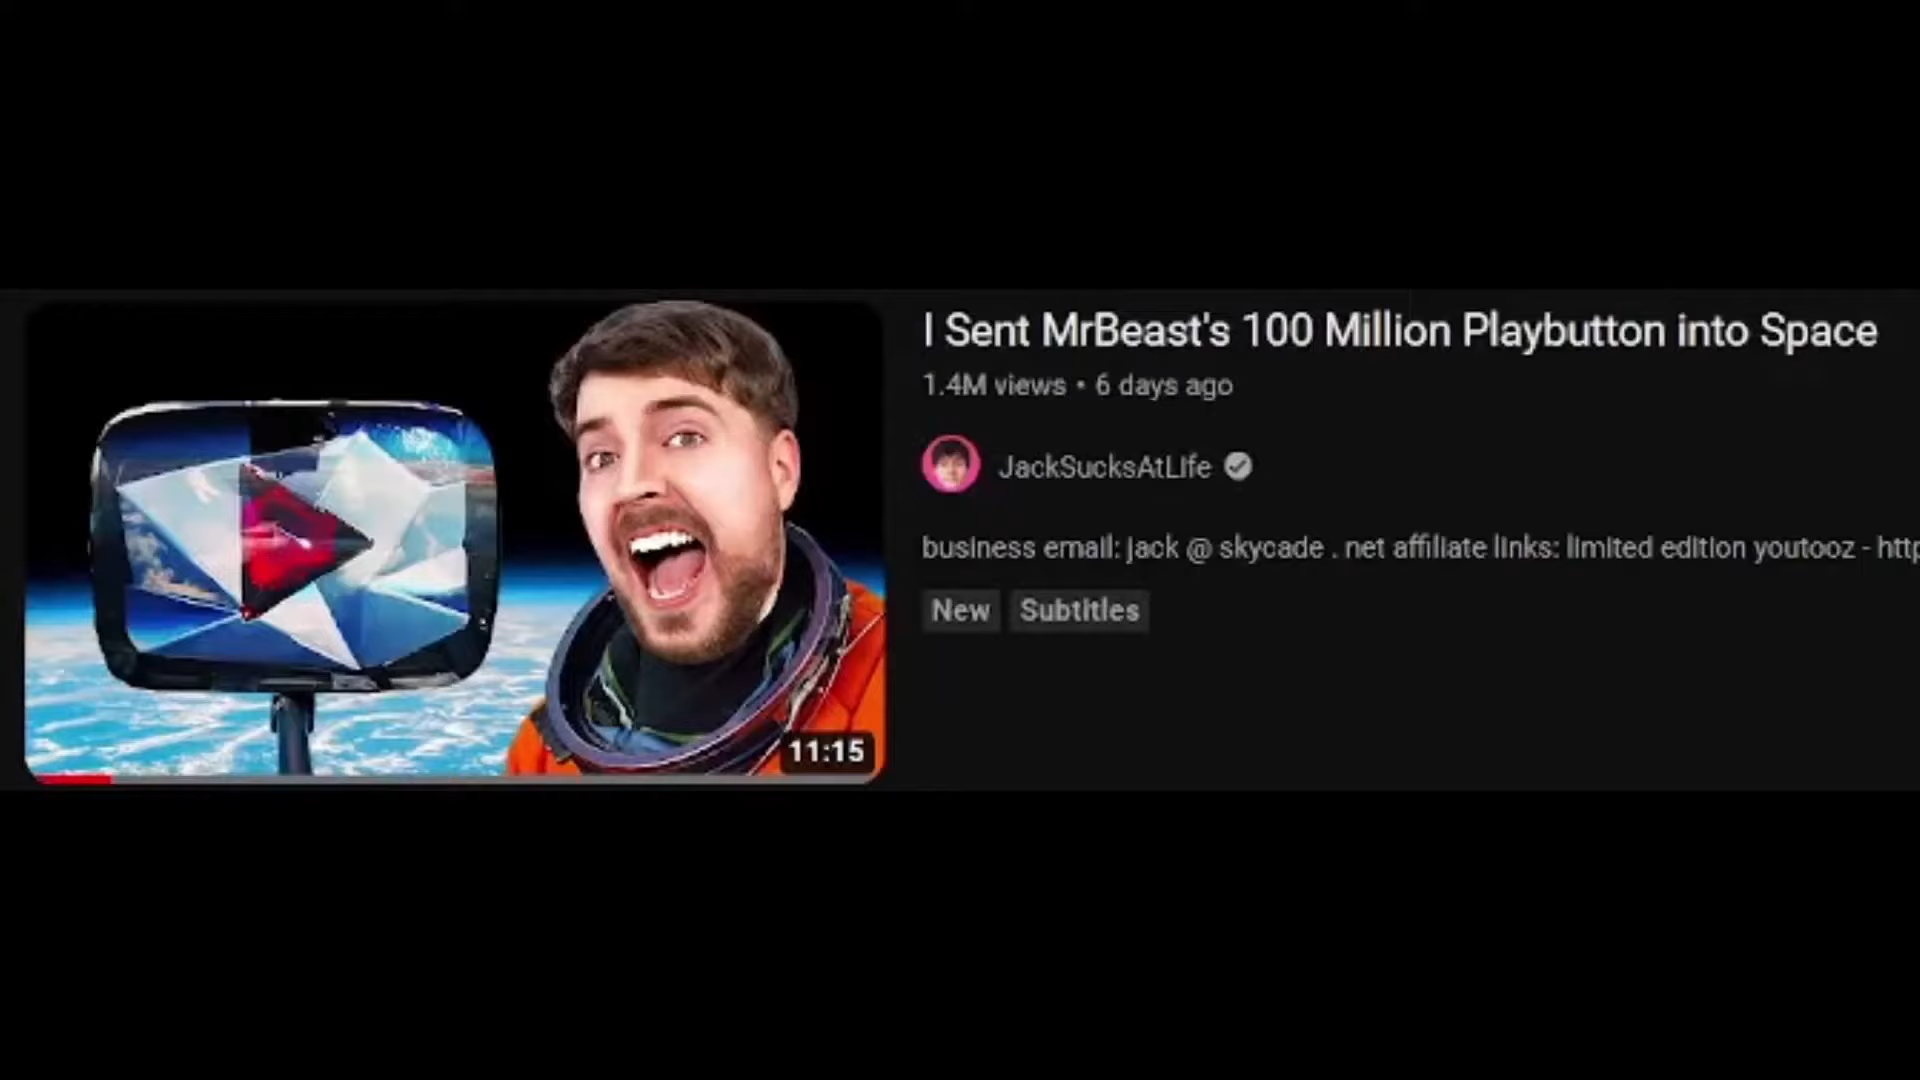 I Sent MrBeast's 100 Million Playbutton into Space
1.4M views • 6 days ago
JackSucksAtLife
business email: jack @ skycade . net affiliate links: limited edition youtooz - http
New Subtitles
11:15